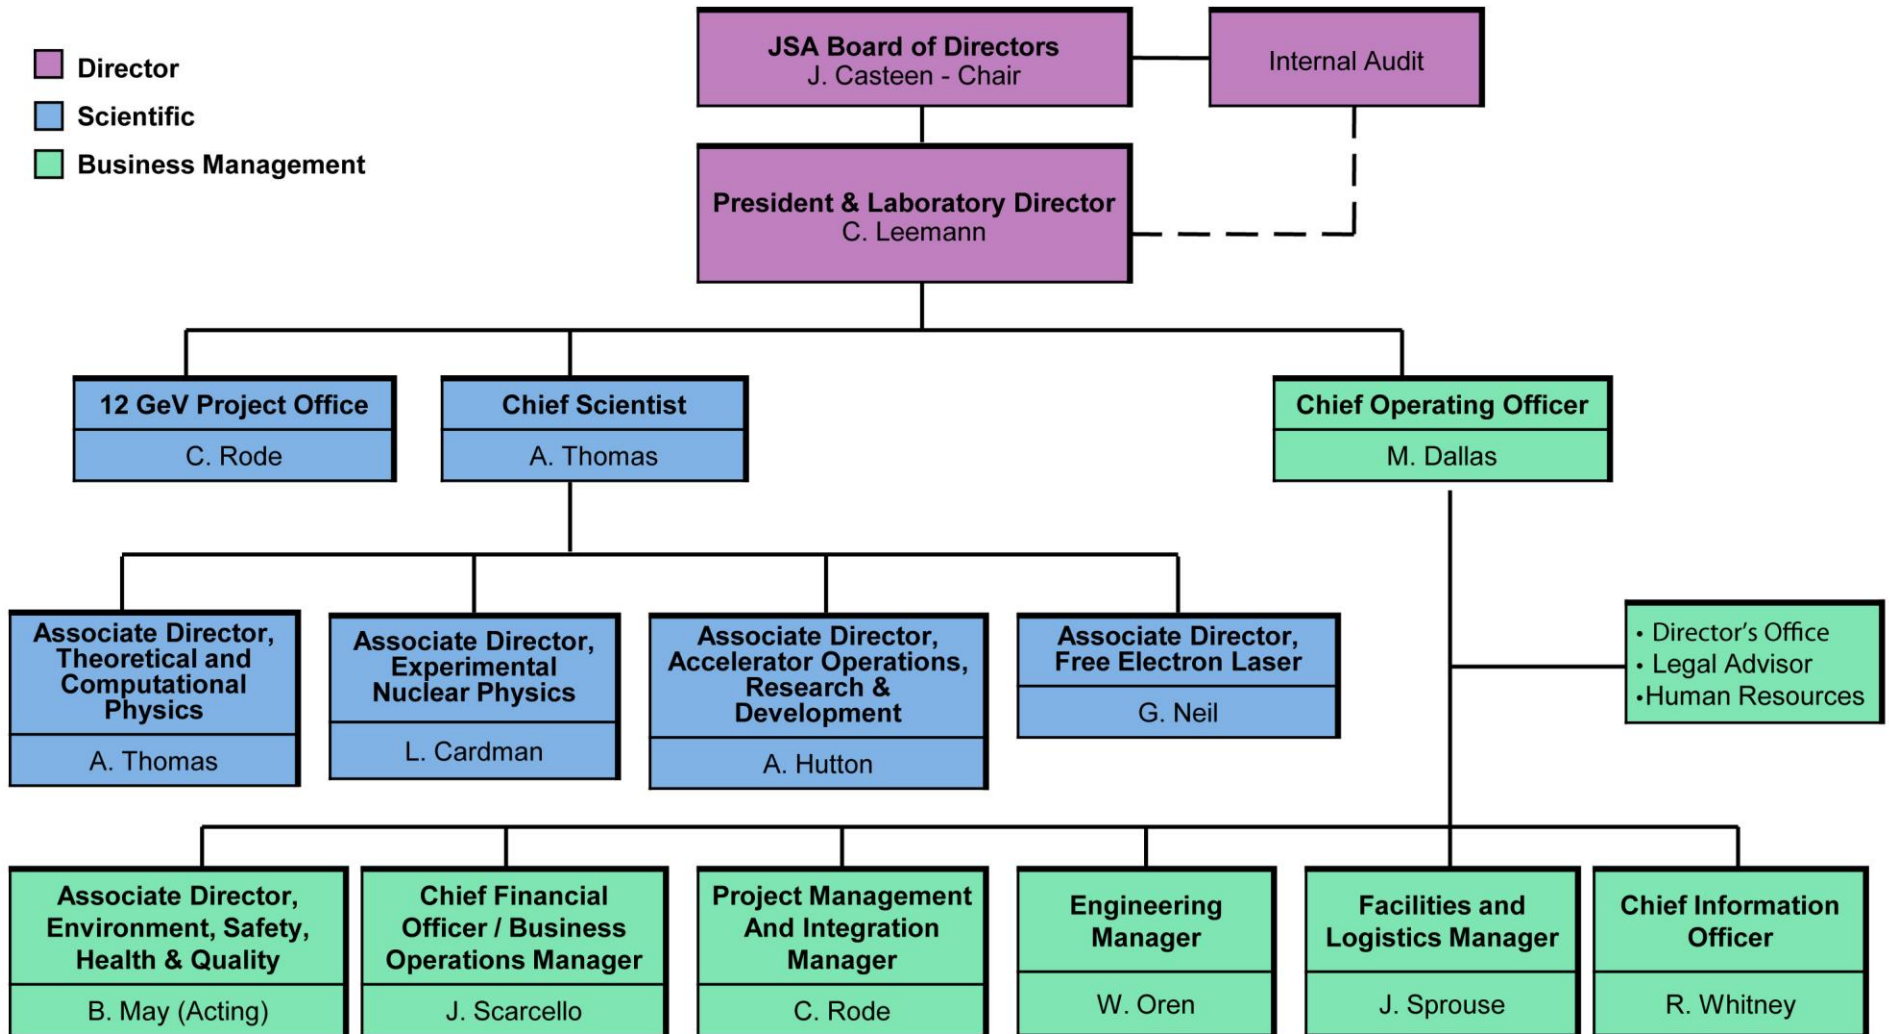 Director
Scientific
Business Management
JSA Board of Directors
J. Casteen - Chair
Internal Audit
President & Laboratory Director
C. Leemann
12 GeV Project Office
C. Rode
Chief Scientist
A. Thomas
Chief Operating Officer
M. Dallas
Associate Director,
Theoretical and
Computational
Physics
A. Thomas
Associate Director,
Experimental
Nuclear Physics
L. Cardman
Associate Director,
Accelerator Operations,
Research &
Development
A. Hutton
Associate Director,
Free Electron Laser
G. Neil
• Director's Office
• Legal Advisor
• Human Resources
Associate Director,
Environment, Safety,
Health & Quality
B. May (Acting)
Chief Financial
Officer / Business
Operations Manager
J. Scarcello
Project Management
And Integration
Manager
C. Rode
Engineering
Manager
W. Oren
Facilities and
Logistics Manager
J. Sprouse
Chief Information
Officer
R. Whitney